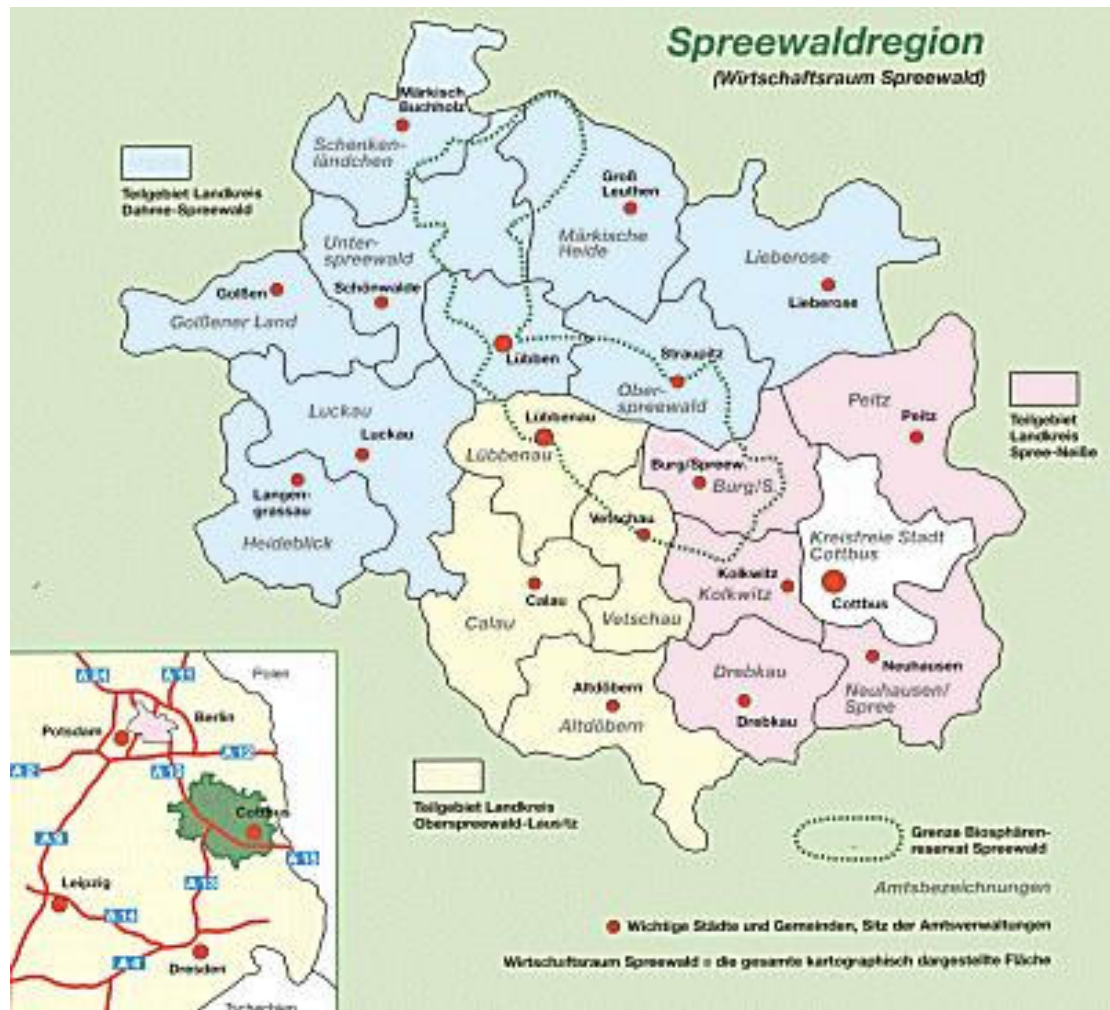 Spreewaldregion
(Wirtschaftsraum Spreewald)
Märkisch
Buchholz
Schenken-
ländchen
Teilgebiet Landkreis
Dahme-Spreewald
Groß
Leuthen
Märkische
Heide
Unter-
spreewald
Lieberose
Lieberose
Golßen
Golßener Land
Schönwalde
Lübben
Straupitz
Ober-
spreewald
Luckau
Luckau
Lübbenau
Lübbenau
Peitz
Peitz
Teilgebiet
Landkreis
Spree-Neiße
Burg/Spreew.
Burg/S.
Langen-
grassau
Heideblick
Vetschau
Vetschau
Kreisfreie Stadt
Cottbus
Cottbus
Kolkwitz
Kolkwitz
Calau
Calau
Drebkau
Drebkau
Neuhausen
Neuhausen/
Spree
Altdöbern
Altdöbern
Teilgebiet Landkreis
Oberspreewald-Lausitz
Polen
A 24
A 11
Berlin
Potsdam
A 12
A 2
A 10
Cottbus
A 9
A 15
A 13
Leipzig
A 14
A 4
Dresden
Tschechien
Grenze Biosphären-
reservat Spreewald
Amtsbezeichnungen
Wichtige Städte und Gemeinden, Sitz der Amtsverwaltungen
Wirtschaftsraum Spreewald = die gesamte kartographisch dargestellte Fläche